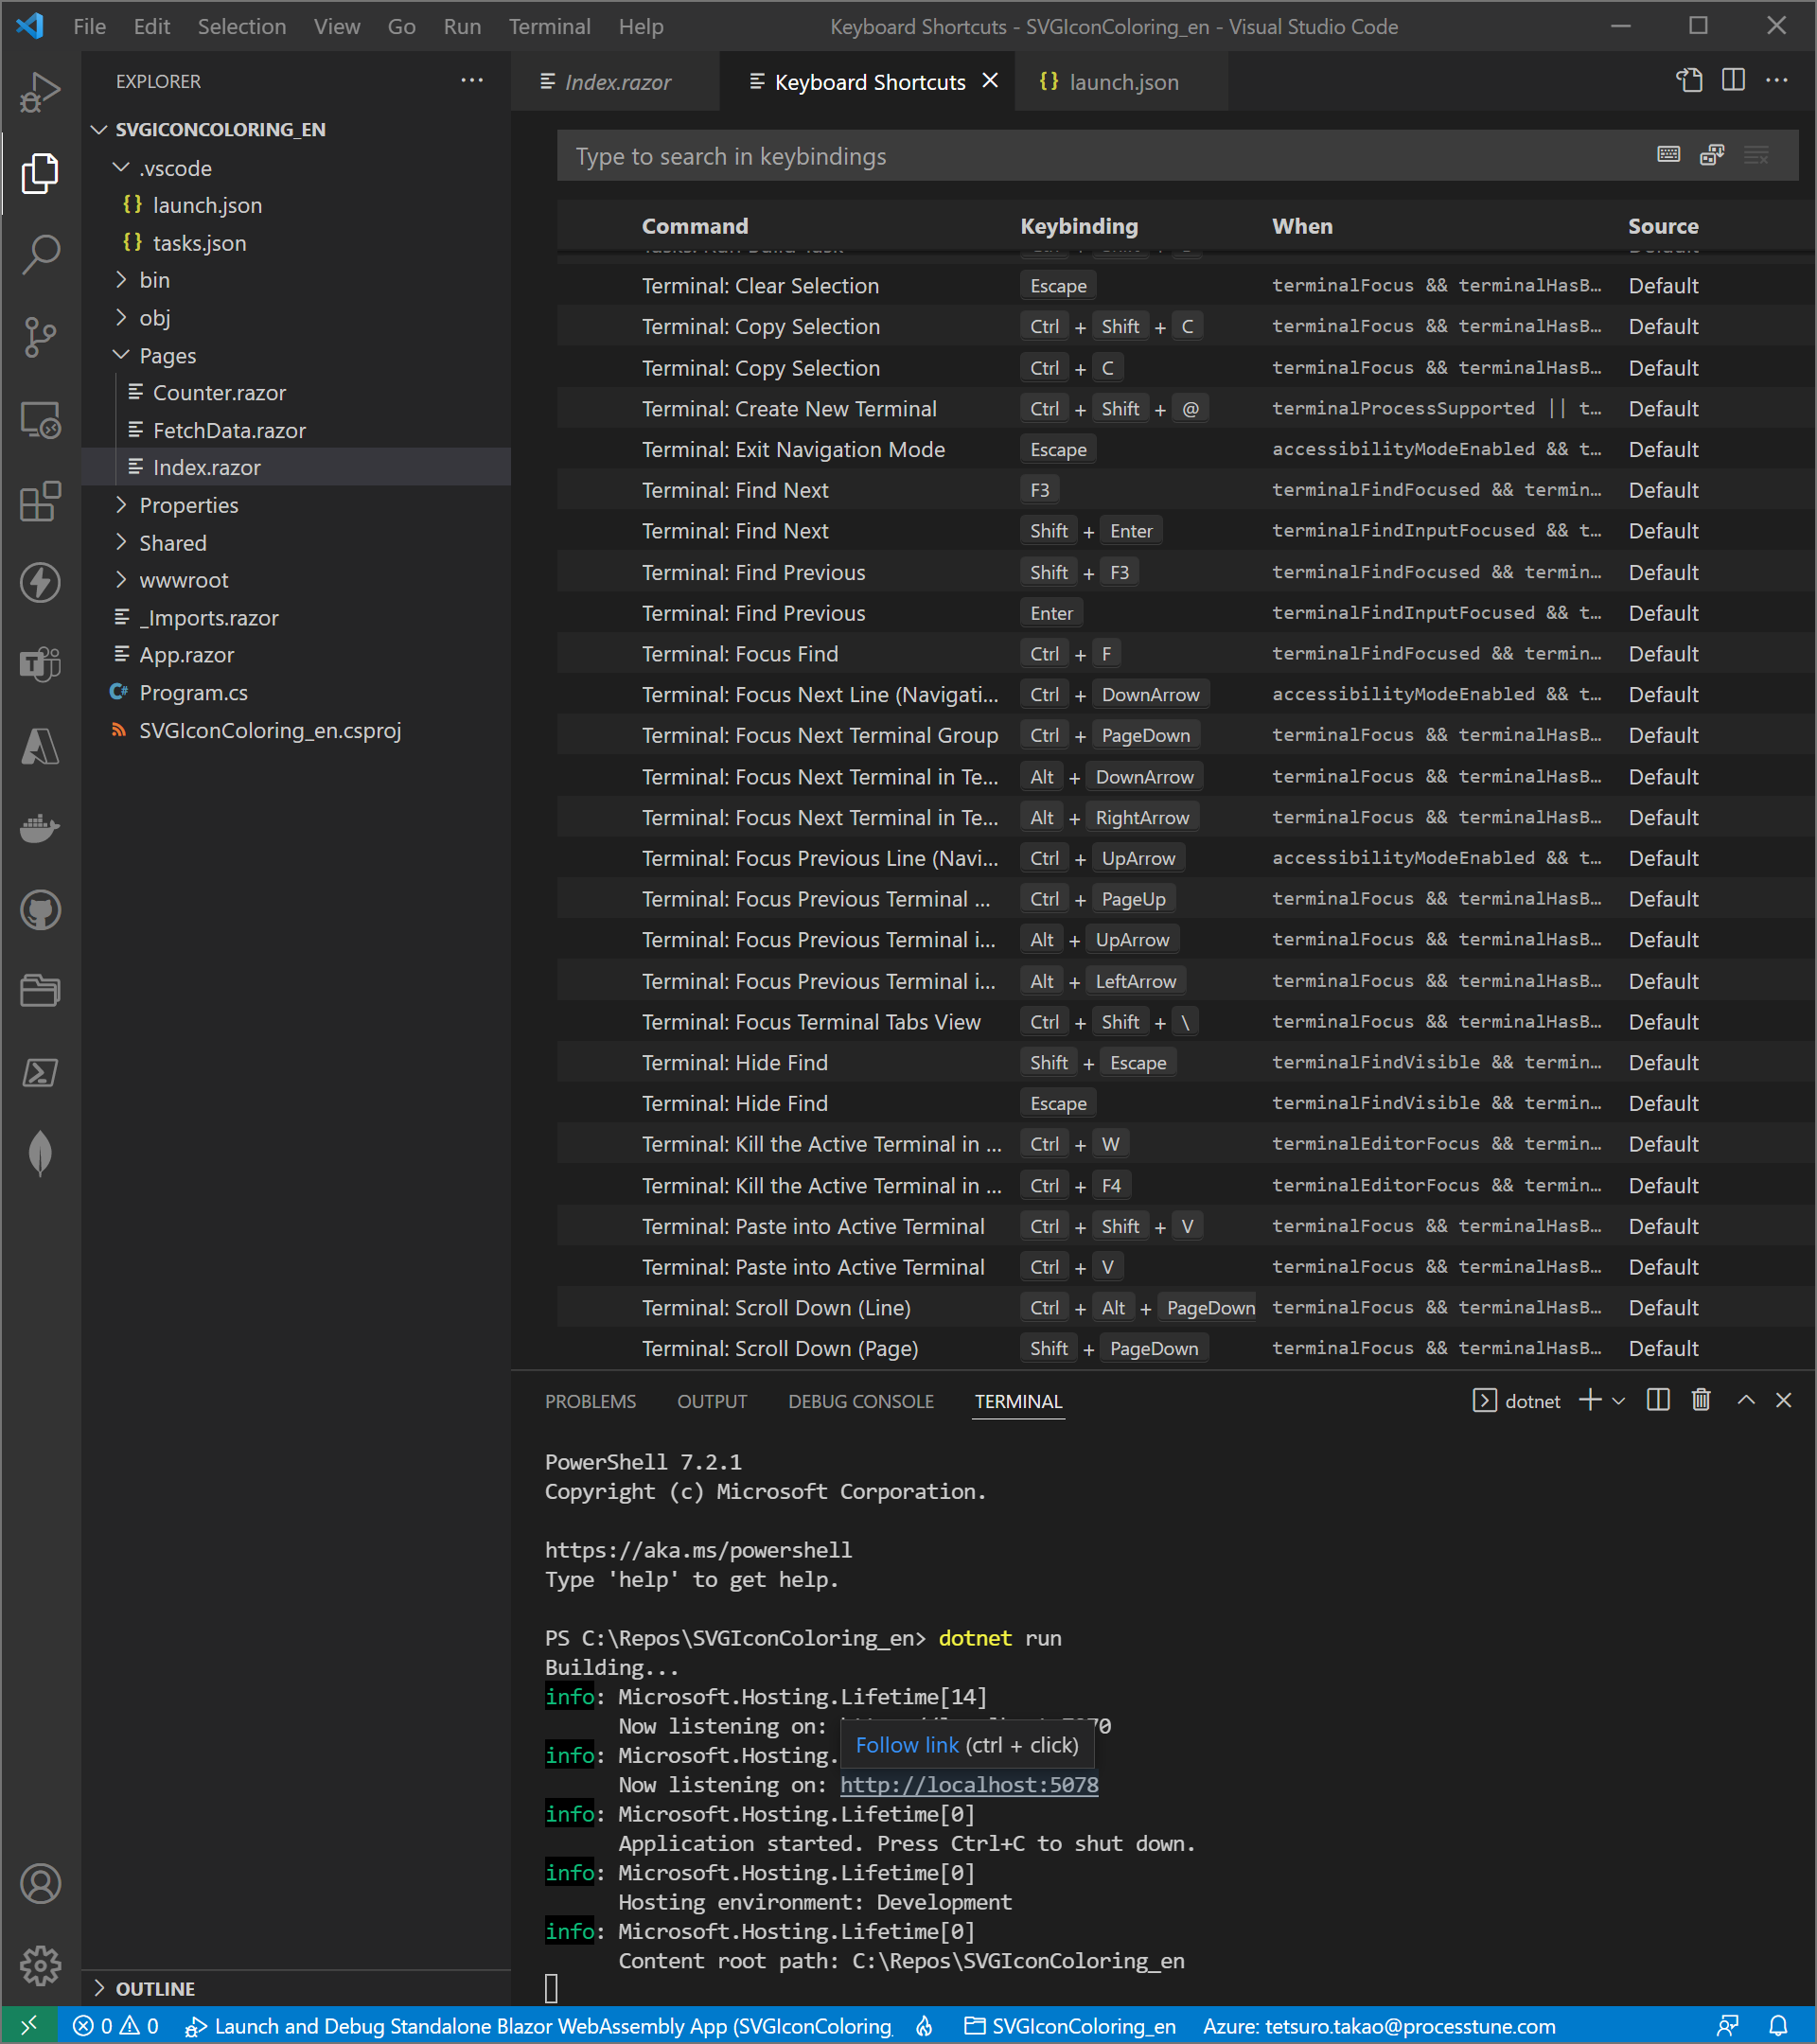 File Edit Selection View Go Run Terminal Help Keyboard Shortcuts - SVGIconColoring_en - Visual Studio Code
EXPLORER
SVGICONCOLORING_EN
.vscode
{} launch.json
{} tasks.json
bin
obj
Pages
Counter.razor
FetchData.razor
Index.razor
Properties
Shared
wwwroot
_Imports.razor
App.razor
C# Program.cs
SVGIconColoring_en.csproj
OUTLINE
Index.razor Keyboard Shortcuts {} launch.json
Type to search in keybindings
Command Keybinding When Source
Terminal: Clear Selection Escape terminalFocus && terminalHasB… Default
Terminal: Copy Selection Ctrl + Shift + C terminalFocus && terminalHasB… Default
Terminal: Copy Selection Ctrl + C terminalFocus && terminalHasB… Default
Terminal: Create New Terminal Ctrl + Shift + @ terminalProcessSupported || t… Default
Terminal: Exit Navigation Mode Escape accessibilityModeEnabled && t… Default
Terminal: Find Next F3 terminalFindFocused && termin… Default
Terminal: Find Next Shift + Enter terminalFindInputFocused && t… Default
Terminal: Find Previous Shift + F3 terminalFindFocused && termin… Default
Terminal: Find Previous Enter terminalFindInputFocused && t… Default
Terminal: Focus Find Ctrl + F terminalFindFocused && termin… Default
Terminal: Focus Next Line (Navigati… Ctrl + DownArrow accessibilityModeEnabled && t… Default
Terminal: Focus Next Terminal Group Ctrl + PageDown terminalFocus && terminalHasB… Default
Terminal: Focus Next Terminal in Te… Alt + DownArrow terminalFocus && terminalHasB… Default
Terminal: Focus Next Terminal in Te… Alt + RightArrow terminalFocus && terminalHasB… Default
Terminal: Focus Previous Line (Navi… Ctrl + UpArrow accessibilityModeEnabled && t… Default
Terminal: Focus Previous Terminal … Ctrl + PageUp terminalFocus && terminalHasB… Default
Terminal: Focus Previous Terminal i… Alt + UpArrow terminalFocus && terminalHasB… Default
Terminal: Focus Previous Terminal i… Alt + LeftArrow terminalFocus && terminalHasB… Default
Terminal: Focus Terminal Tabs View Ctrl + Shift + \ terminalFocus && terminalHasB… Default
Terminal: Hide Find Shift + Escape terminalFindVisible && termin… Default
Terminal: Hide Find Escape terminalFindVisible && termin… Default
Terminal: Kill the Active Terminal in … Ctrl + W terminalEditorFocus && termin… Default
Terminal: Kill the Active Terminal in … Ctrl + F4 terminalEditorFocus && termin… Default
Terminal: Paste into Active Terminal Ctrl + Shift + V terminalFocus && terminalHasB… Default
Terminal: Paste into Active Terminal Ctrl + V terminalFocus && terminalHasB… Default
Terminal: Scroll Down (Line) Ctrl + Alt + PageDown terminalFocus && terminalHasB… Default
Terminal: Scroll Down (Page) Shift + PageDown terminalFocus && terminalHasB… Default
PROBLEMS OUTPUT DEBUG CONSOLE TERMINAL dotnet
PowerShell 7.2.1
Copyright (c) Microsoft Corporation.
https://aka.ms/powershell
Type 'help' to get help.
PS C:\Repos\SVGIconColoring_en> dotnet run
Building...
info: Microsoft.Hosting.Lifetime[14]
Now listening on:
Follow link (ctrl + click)
info: Microsoft.Hosting.
Now listening on: http://localhost:5078
info: Microsoft.Hosting.Lifetime[0]
Application started. Press Ctrl+C to shut down.
info: Microsoft.Hosting.Lifetime[0]
Hosting environment: Development
info: Microsoft.Hosting.Lifetime[0]
Content root path: C:\Repos\SVGIconColoring_en
0 0 Launch and Debug Standalone Blazor WebAssembly App (SVGIconColoring_ SVGIconColoring_en Azure: tetsuro.takao@processtune.com